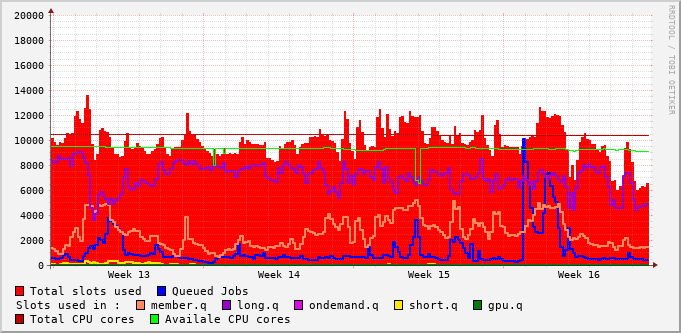 RRDTOOL / TOBI OETIKER
20000
18000
16000
14000
12000
10000
8000
6000
4000
2000
0
Week 13 Week 14 Week 15 Week 16
Total slots used Queued Jobs
Slots used in : member.q long.q ondemand.q short.q gpu.q
Total CPU cores Availale CPU cores